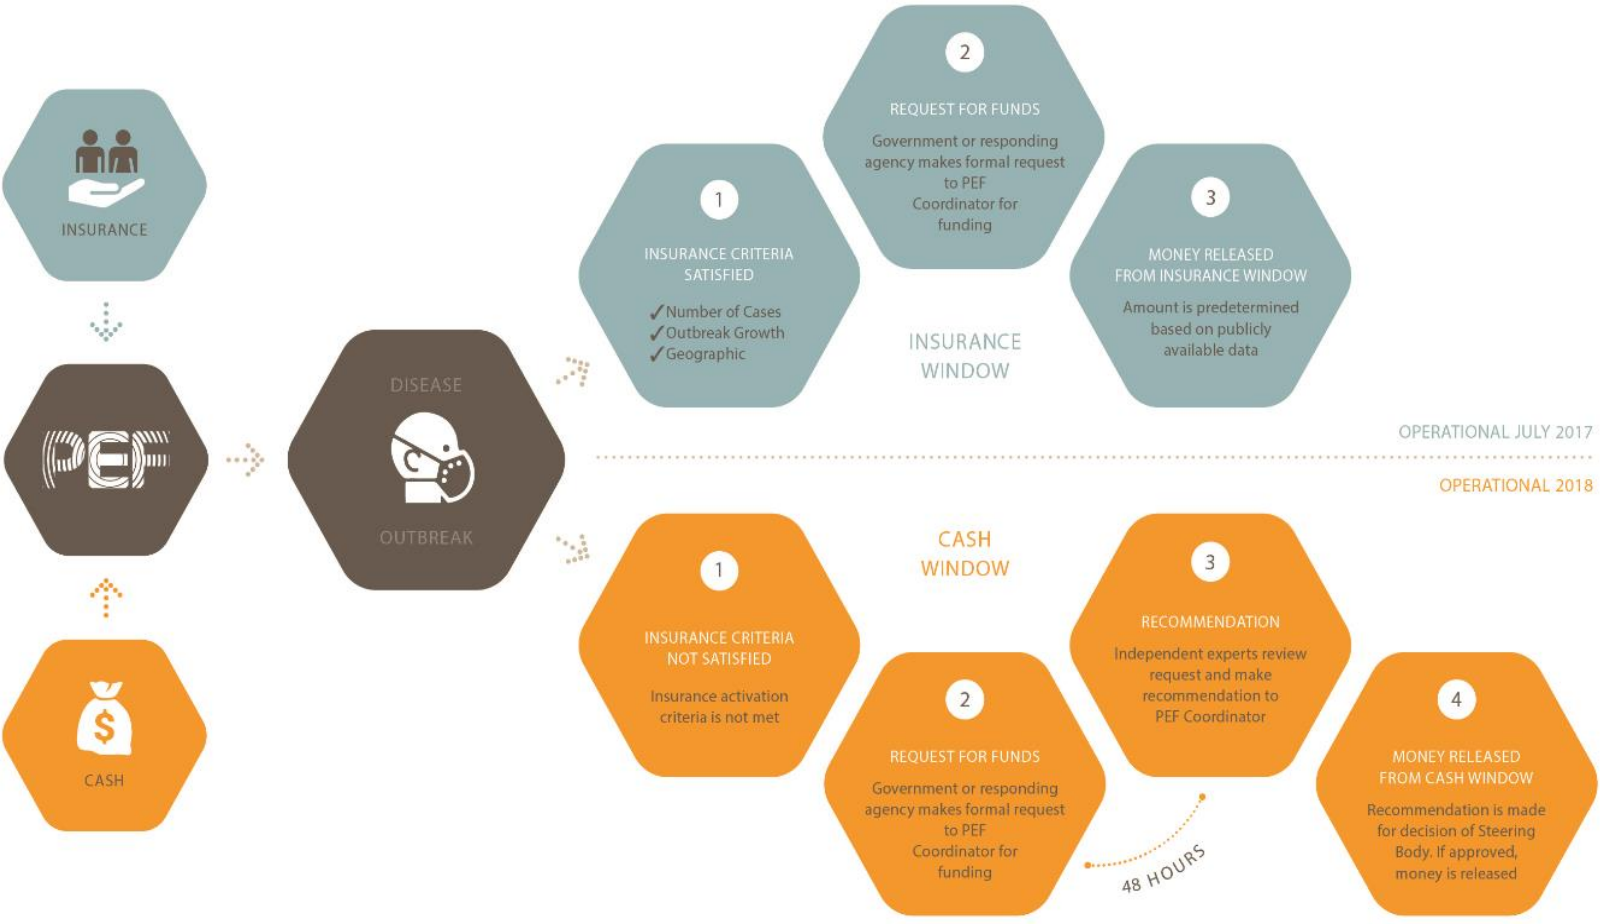 INSURANCE
PEF
CASH
DISEASE
OUTBREAK
1
INSURANCE CRITERIA
SATISFIED
✓Number of Cases
✓Outbreak Growth
✓Geographic
2
REQUEST FOR FUNDS
Government or responding
agency makes formal request
to PEF
Coordinator for
funding
3
MONEY RELEASED
FROM INSURANCE WINDOW
Amount is predetermined
based on publicly
available data
INSURANCE
WINDOW
OPERATIONAL JULY 2017
OPERATIONAL 2018
CASH
WINDOW
1
INSURANCE CRITERIA
NOT SATISFIED
Insurance activation
criteria is not met
2
REQUEST FOR FUNDS
Government or responding
agency makes formal request
to PEF
Coordinator for
funding
48 HOURS
3
RECOMMENDATION
Independent experts review
request and make
recommendation to
PEF Coordinator
4
MONEY RELEASED
FROM CASH WINDOW
Recommendation is made
for decision of Steering
Body. If approved,
money is released